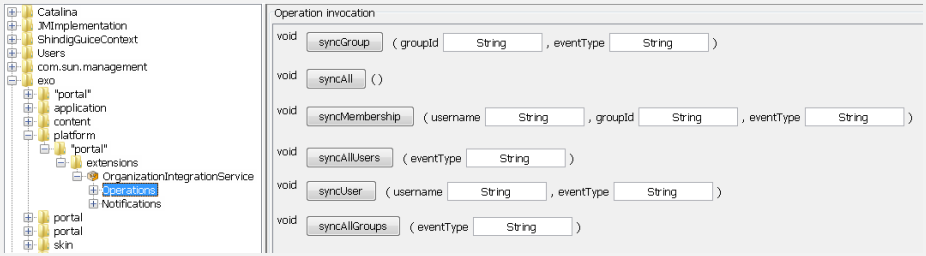 Catalina
JMImplementation
ShindigGuiceContext
Users
com.sun.management
exo
"portal"
application
content
platform
"portal"
extensions
OrganizationIntegrationService
Operations
Notifications
portal
portal
skin
Operation invocation
void syncGroup ( groupId String , eventType String )
void syncAll ()
void syncMembership ( username String , groupId String , eventType String )
void syncAllUsers ( eventType String )
void syncUser ( username String , eventType String )
void syncAllGroups ( eventType String )